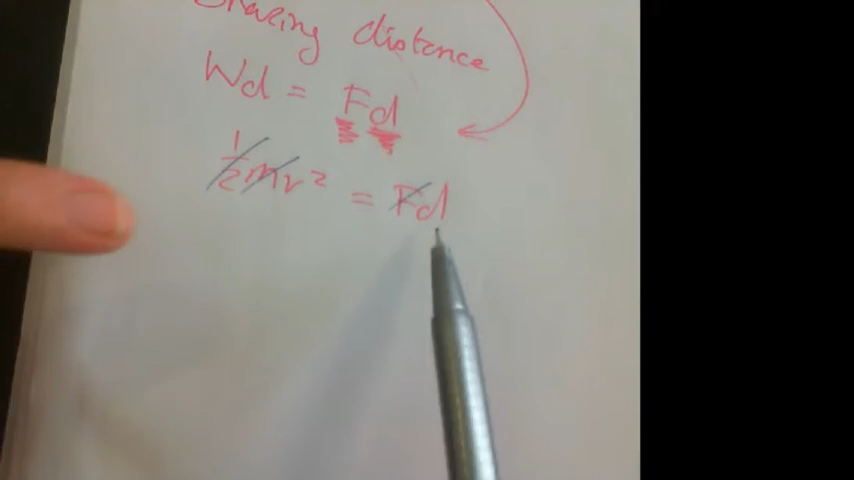 Braking distance
Wd = Fd
½mv² = Fd